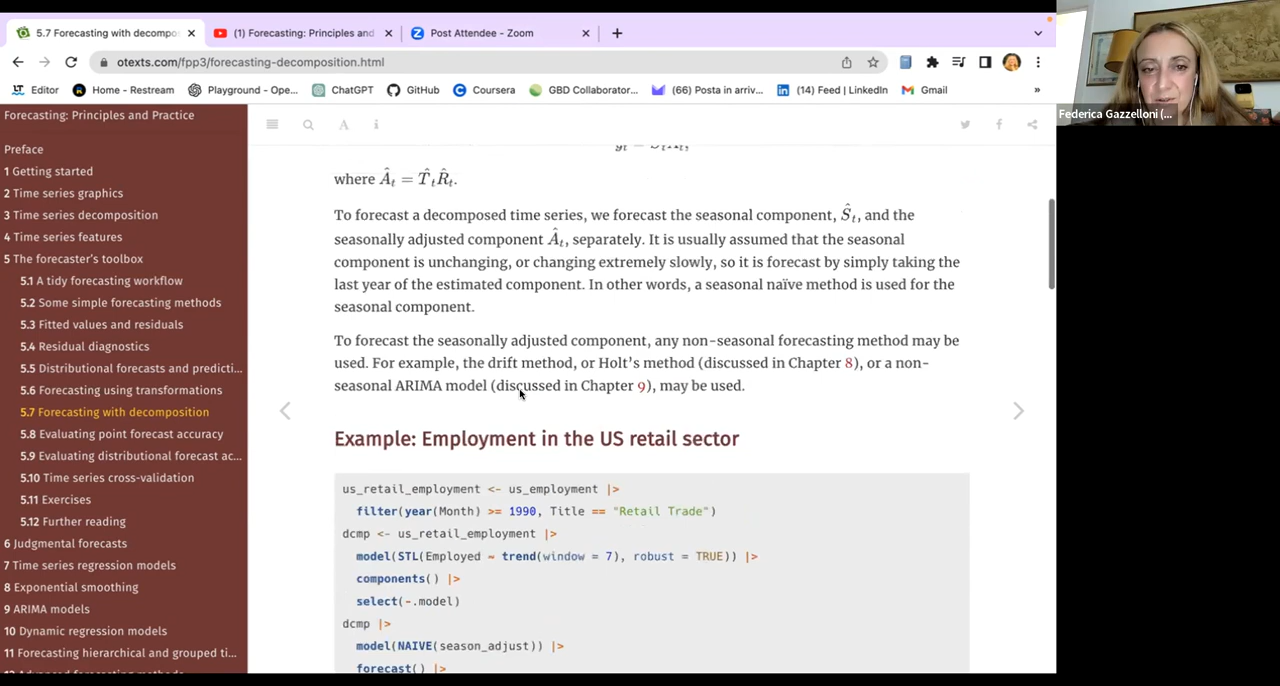 5.7 Forecasting with decompo
(1) Forecasting: Principles and
Post Attendee - Zoom
otexts.com/fpp3/forecasting-decomposition.html
Editor
Home - Restream
Playground - Ope...
ChatGPT
GitHub
Coursera
GBD Collaborator...
(66) Posta in arriv...
(14) Feed | LinkedIn
Gmail
»
Federica Gazzelloni (...
Forecasting: Principles and Practice
Preface
1 Getting started
2 Time series graphics
3 Time series decomposition
4 Time series features
5 The forecaster's toolbox
5.1 A tidy forecasting workflow
5.2 Some simple forecasting methods
5.3 Fitted values and residuals
5.4 Residual diagnostics
5.5 Distributional forecasts and predicti...
5.6 Forecasting using transformations
5.7 Forecasting with decomposition
5.8 Evaluating point forecast accuracy
5.9 Evaluating distributional forecast ac...
5.10 Time series cross-validation
5.11 Exercises
5.12 Further reading
6 Judgmental forecasts
7 Time series regression models
8 Exponential smoothing
9 ARIMA models
10 Dynamic regression models
11 Forecasting hierarchical and grouped ti...
where Â_t = T̂_t R̂_t.
To forecast a decomposed time series, we forecast the seasonal component, Ŝ_t, and the
seasonally adjusted component Â_t, separately. It is usually assumed that the seasonal
component is unchanging, or changing extremely slowly, so it is forecast by simply taking the
last year of the estimated component. In other words, a seasonal naïve method is used for the
seasonal component.
To forecast the seasonally adjusted component, any non-seasonal forecasting method may be
used. For example, the drift method, or Holt's method (discussed in Chapter 8), or a non-
seasonal ARIMA model (discussed in Chapter 9), may be used.
Example: Employment in the US retail sector
us_retail_employment <- us_employment |>
filter(year(Month) >= 1990, Title == "Retail Trade")
dcmp <- us_retail_employment |>
model(STL(Employed ~ trend(window = 7), robust = TRUE)) |>
components() |>
select(-.model)
dcmp |>
model(NAIVE(season_adjust)) |>
forecast() |>